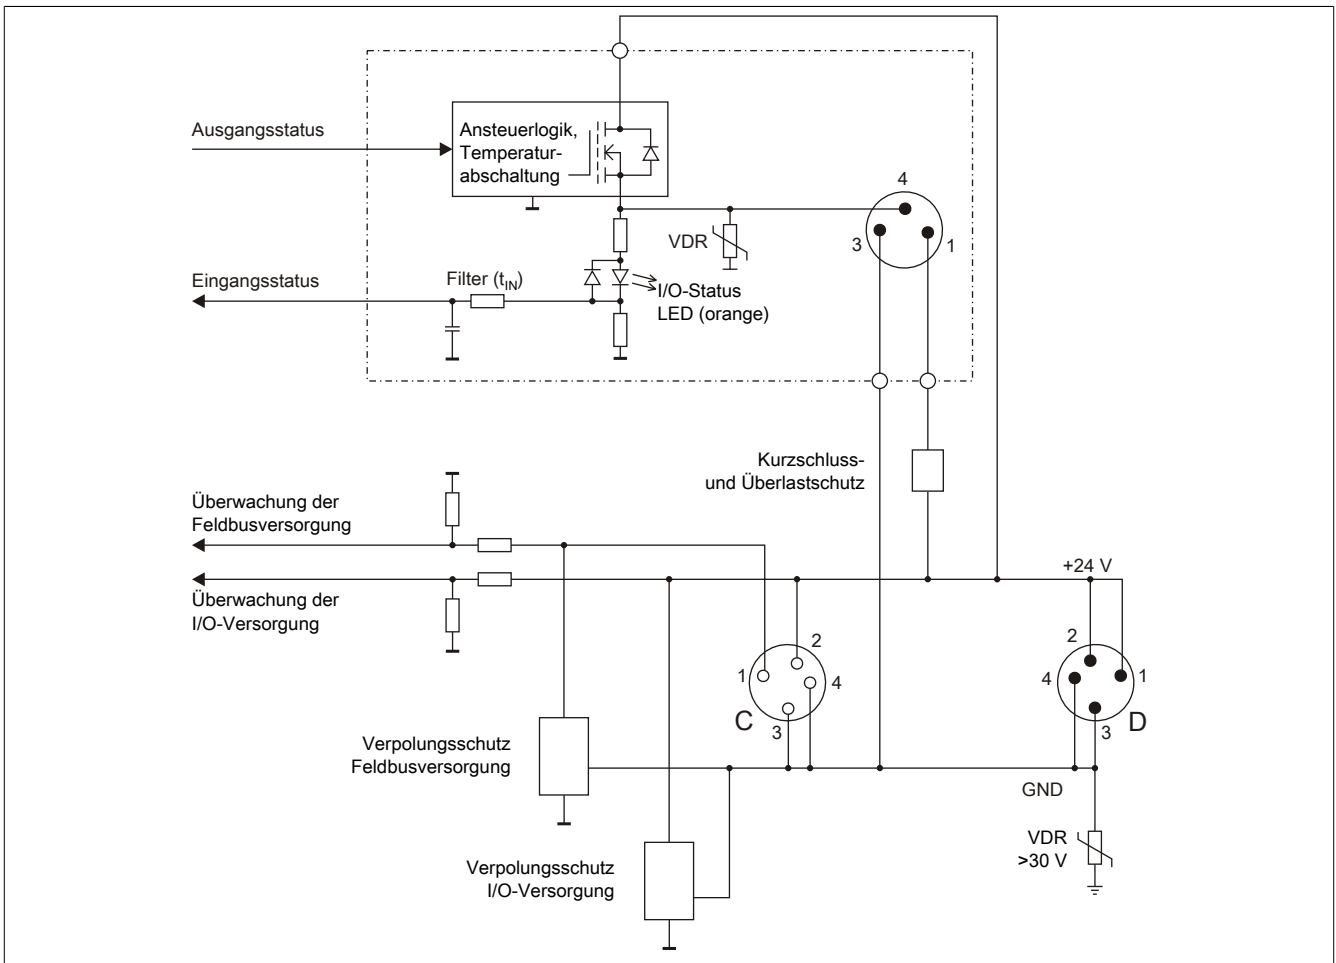 Ausgangsstatus
Ansteuerlogik,
Temperatur-
abschaltung
4
VDR
3
1
Eingangsstatus
Filter (tIN)
I/O-Status
LED (orange)
Kurzschluss-
und Überlastschutz
Überwachung der
Feldbusversorgung
+24 V
Überwachung der
I/O-Versorgung
2
1
4
C
3
2
4
1
D
3
Verpolungsschutz
Feldbusversorgung
GND
VDR
>30 V
Verpolungsschutz
I/O-Versorgung